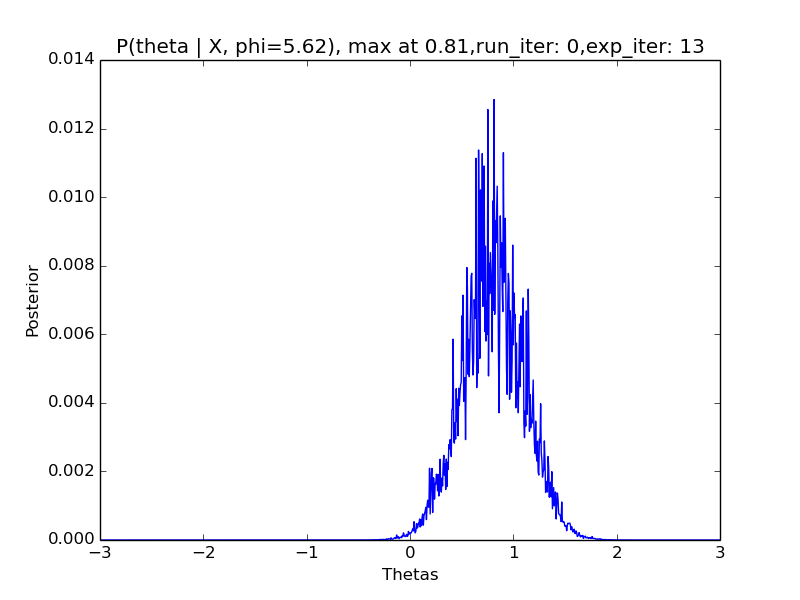 P(theta | X, phi=5.62), max at 0.81,run_iter: 0,exp_iter: 13
0.014
0.012
0.010
0.008
0.006
0.004
0.002
0.000
Posterior
−3 −2 −1 0 1 2 3
Thetas